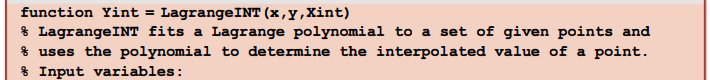 function Yint = LagrangeINT(x,y,Xint)
% LagrangeINT fits a Lagrange polynomial to a set of given points and
% uses the polynomial to determine the interpolated value of a point.
% Input variables: